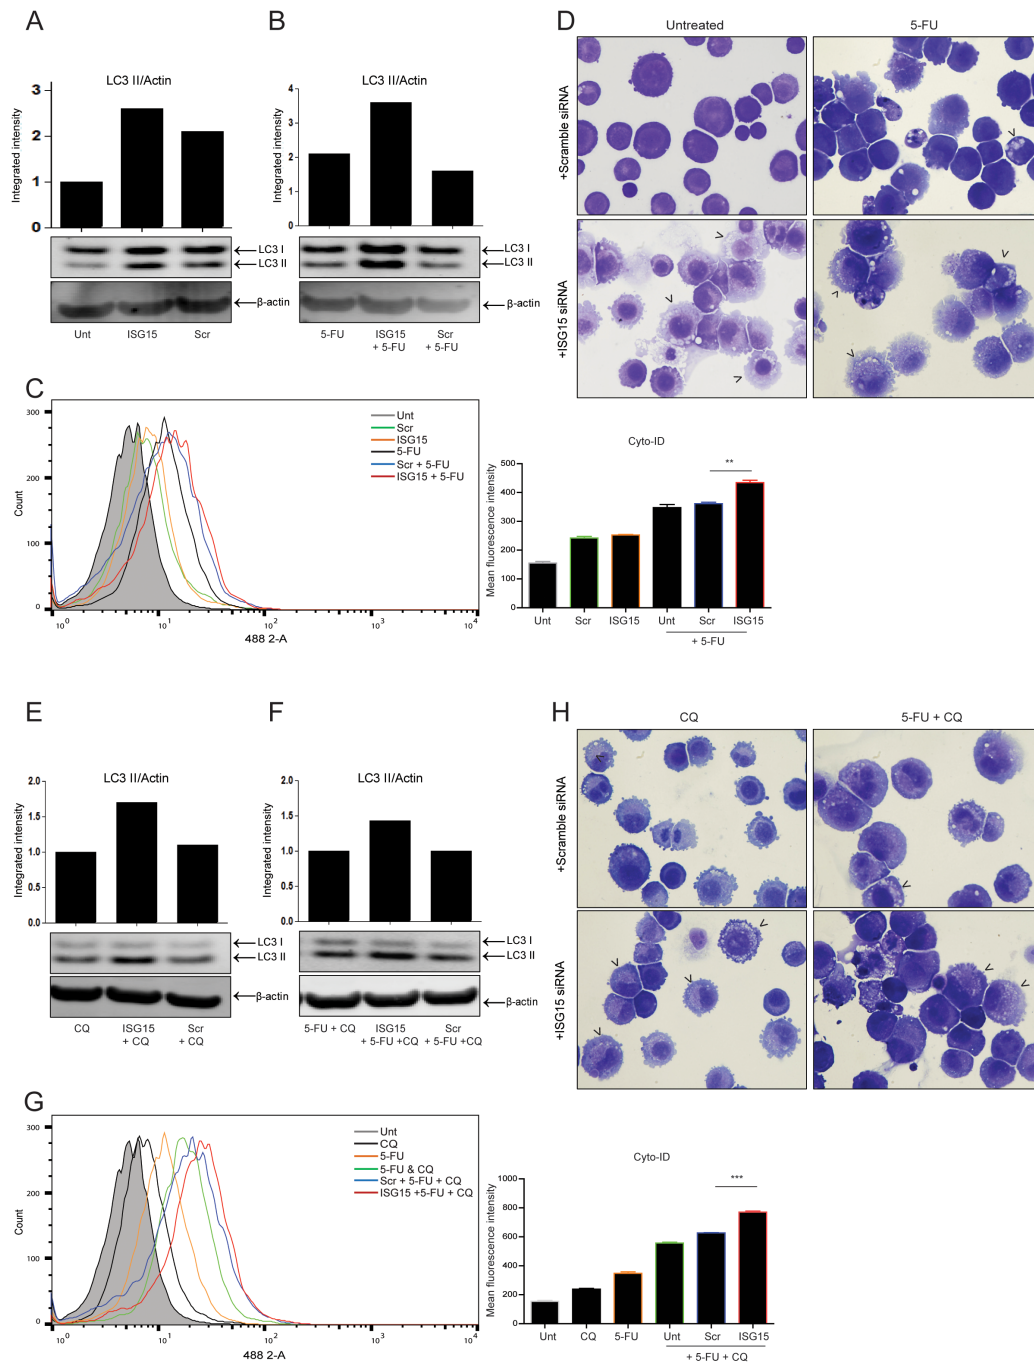 A
LC3 II/Actin
Integrated intensity
3
2
1
0
LC3 I
LC3 II
β-actin
Unt ISG15 Scr
B
LC3 II/Actin
Integrated intensity
4
3
2
1
0
LC3 I
LC3 II
β-actin
5-FU ISG15 Scr
+ 5-FU + 5-FU
C
300
200
100
0
Count
10⁰ 10¹ 10² 10³ 10⁴
488 2-A
Unt
Scr
ISG15
5-FU
Scr + 5-FU
ISG15 + 5-FU
Cyto-ID
**
Mean fluorescence intensity
500
400
300
200
100
0
Unt Scr ISG15 Unt Scr ISG15
+ 5-FU
D
Untreated 5-FU
+Scramble siRNA
+ISG15 siRNA
E
LC3 II/Actin
Integrated intensity
2.0
1.5
1.0
0.5
0.0
LC3 I
LC3 II
β-actin
CQ ISG15 Scr
+ CQ + CQ
F
LC3 II/Actin
Integrated intensity
2.0
1.5
1.0
0.5
0.0
LC3 I
LC3 II
β-actin
5-FU + CQ ISG15 Scr
+ 5-FU +CQ + 5-FU +CQ
G
300
200
100
0
Count
10⁰ 10¹ 10² 10³ 10⁴
488 2-A
Unt
CQ
5-FU
5-FU & CQ
Scr + 5-FU + CQ
ISG15 +5-FU + CQ
Cyto-ID
***
Mean fluorescence intensity
1000
800
600
400
200
0
Unt CQ 5-FU Unt Scr ISG15
+ 5-FU + CQ
H
CQ 5-FU + CQ
+Scramble siRNA
+ISG15 siRNA